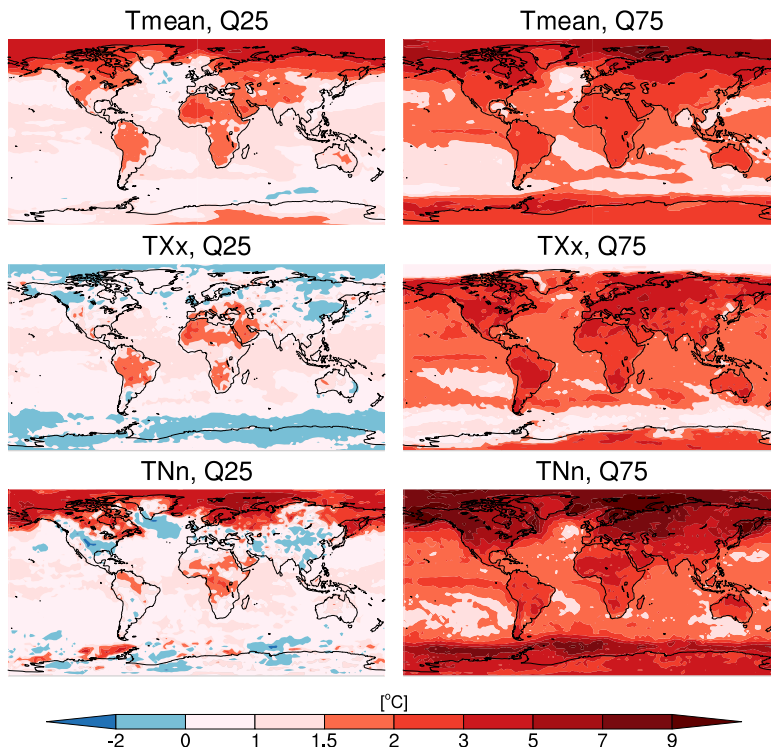 Tmean, Q25
Tmean, Q75
TXx, Q25
TXx, Q75
TNn, Q25
TNn, Q75
[°C]
-2 0 1 1.5 2 3 5 7 9